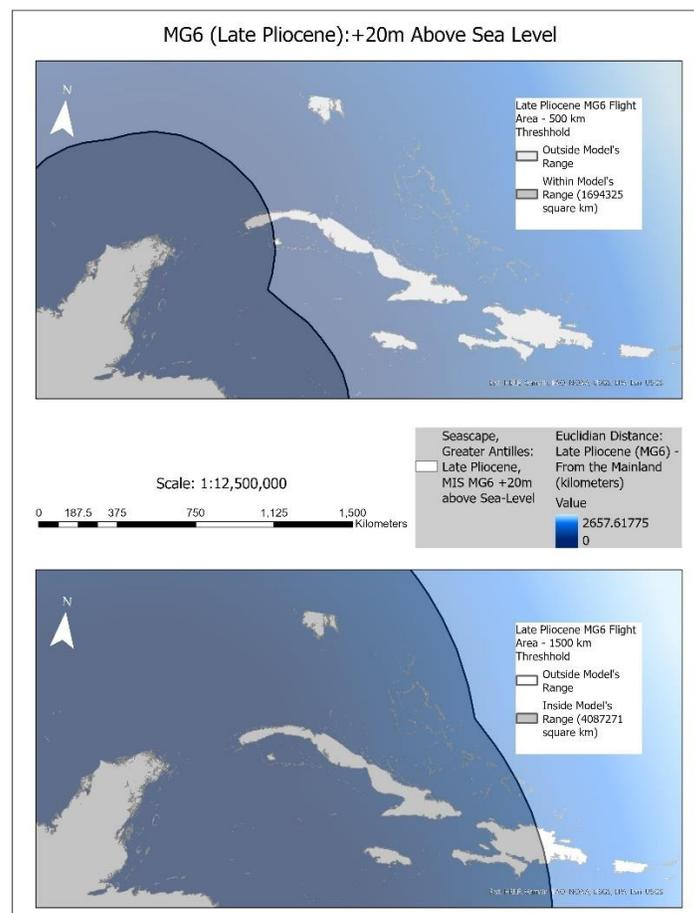 MG6 (Late Pliocene):+20m Above Sea Level
N
Late Pliocene MG6 Flight
Area - 500 km
Threshhold
Outside Model's
Range
Within Model's
Range (1694325
square km)
Seascape,
Greater Antilles:
Late Pliocene,
MIS MG6 +20m
above Sea-Level
Euclidian Distance:
Late Pliocene (MG6) -
From the Mainland
(kilometers)
Value
2657.61775
0
Scale: 1:12,500,000
0 187.5 375 750 1,125 1,500
Kilometers
N
Late Pliocene MG6 Flight
Area - 1500 km
Threshhold
Outside Model's
Range
Inside Model's
Range (4087271
square km)